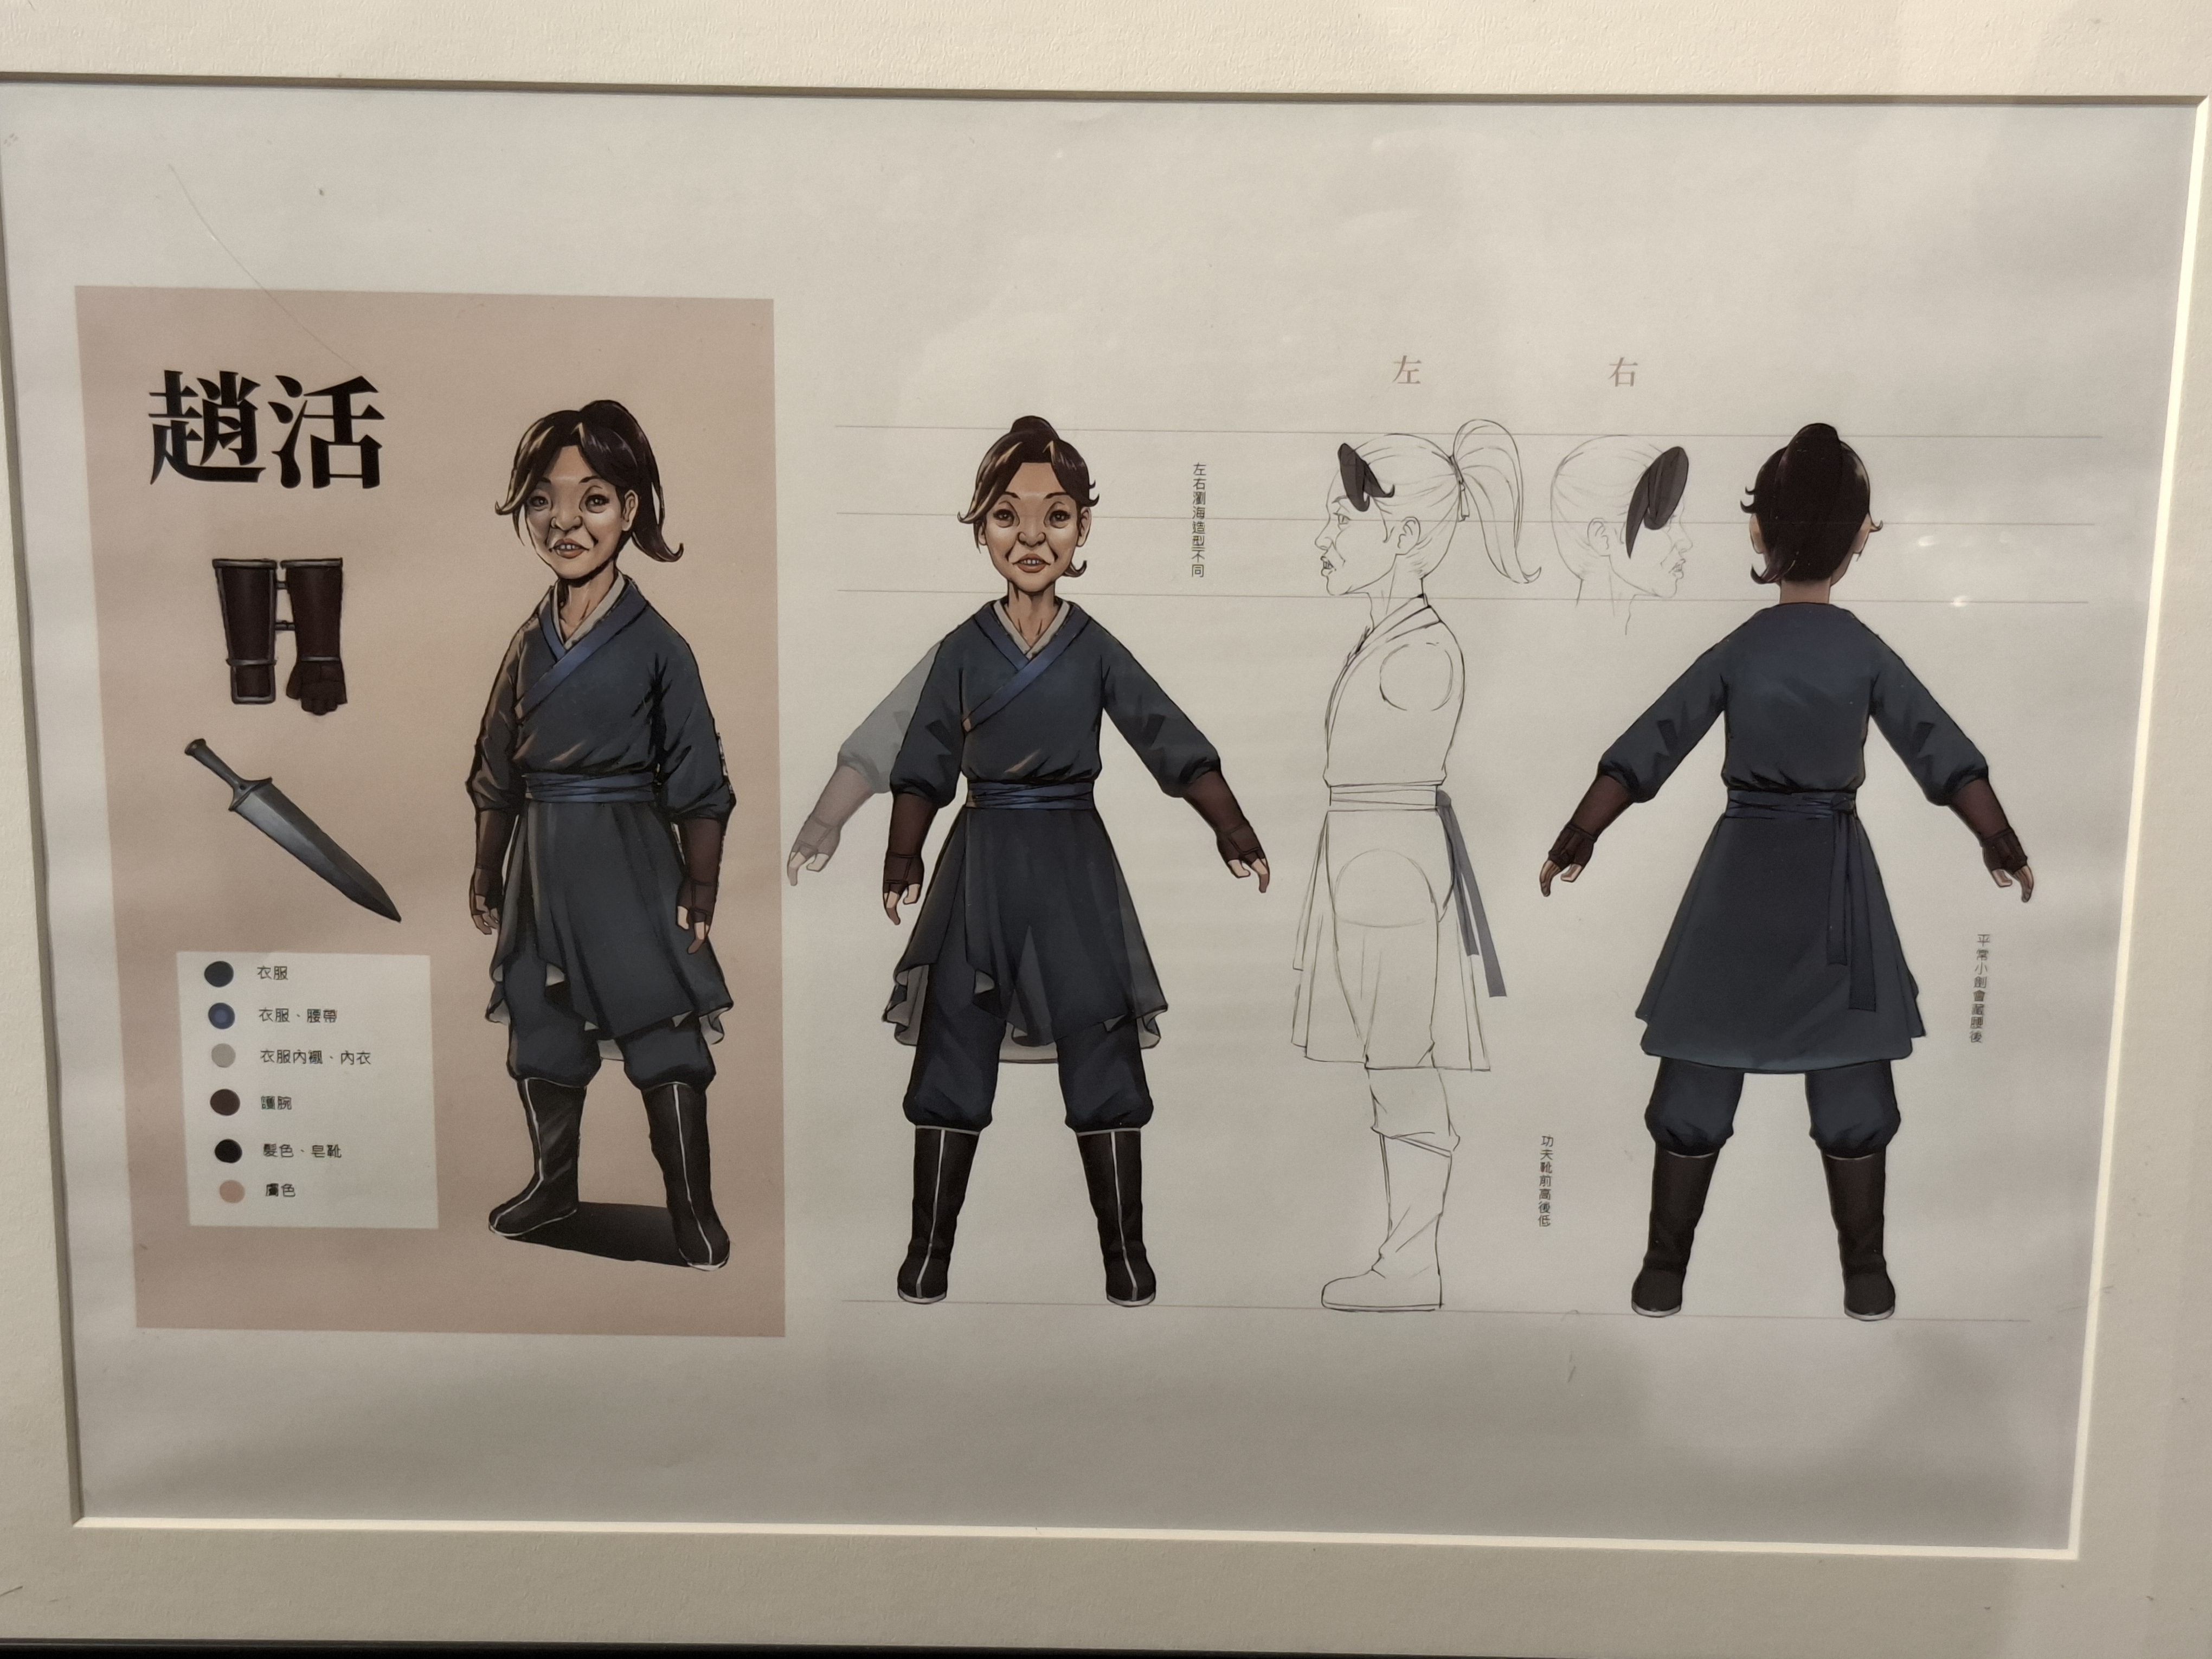 趙活
衣服
衣服、腰帶
衣服內襯、內衣
護腕
髮色、皂靴
膚色
左右瀏海造型不同
左
右
功夫靴前高後低
平常小劍會藏腰後